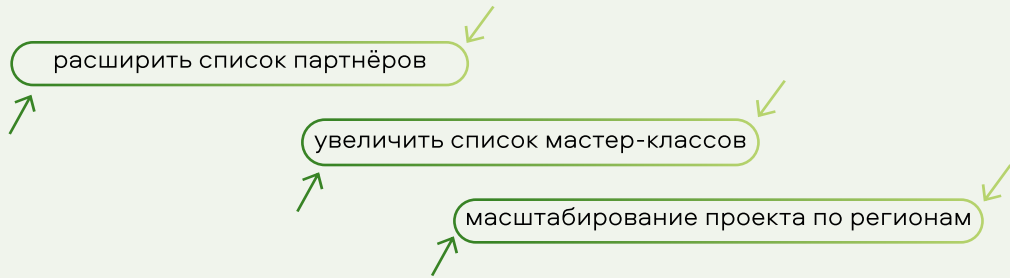 расширить список партнёров
увеличить список мастер-классов
масштабирование проекта по регионам